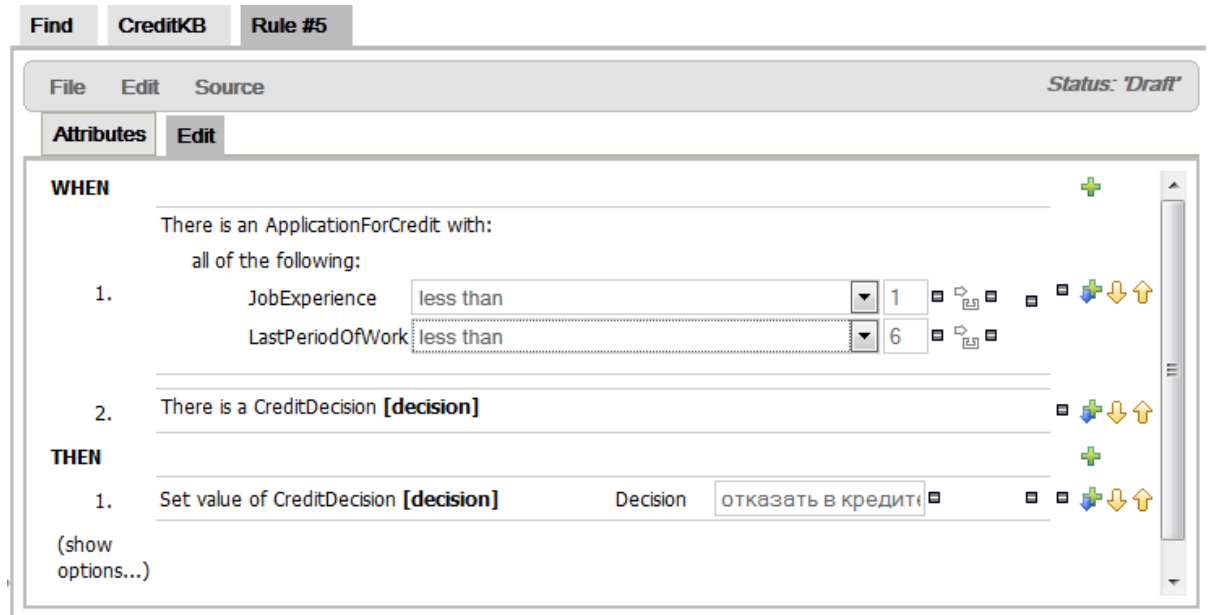 Find CreditKB Rule #5
File Edit Source Status: 'Draft'
Attributes Edit
WHEN
There is an ApplicationForCredit with:
all of the following:
1. JobExperience less than 1
LastPeriodOfWork less than 6
2. There is a CreditDecision [decision]
THEN
1. Set value of CreditDecision [decision] Decision отказать в кредите
(show
options...)